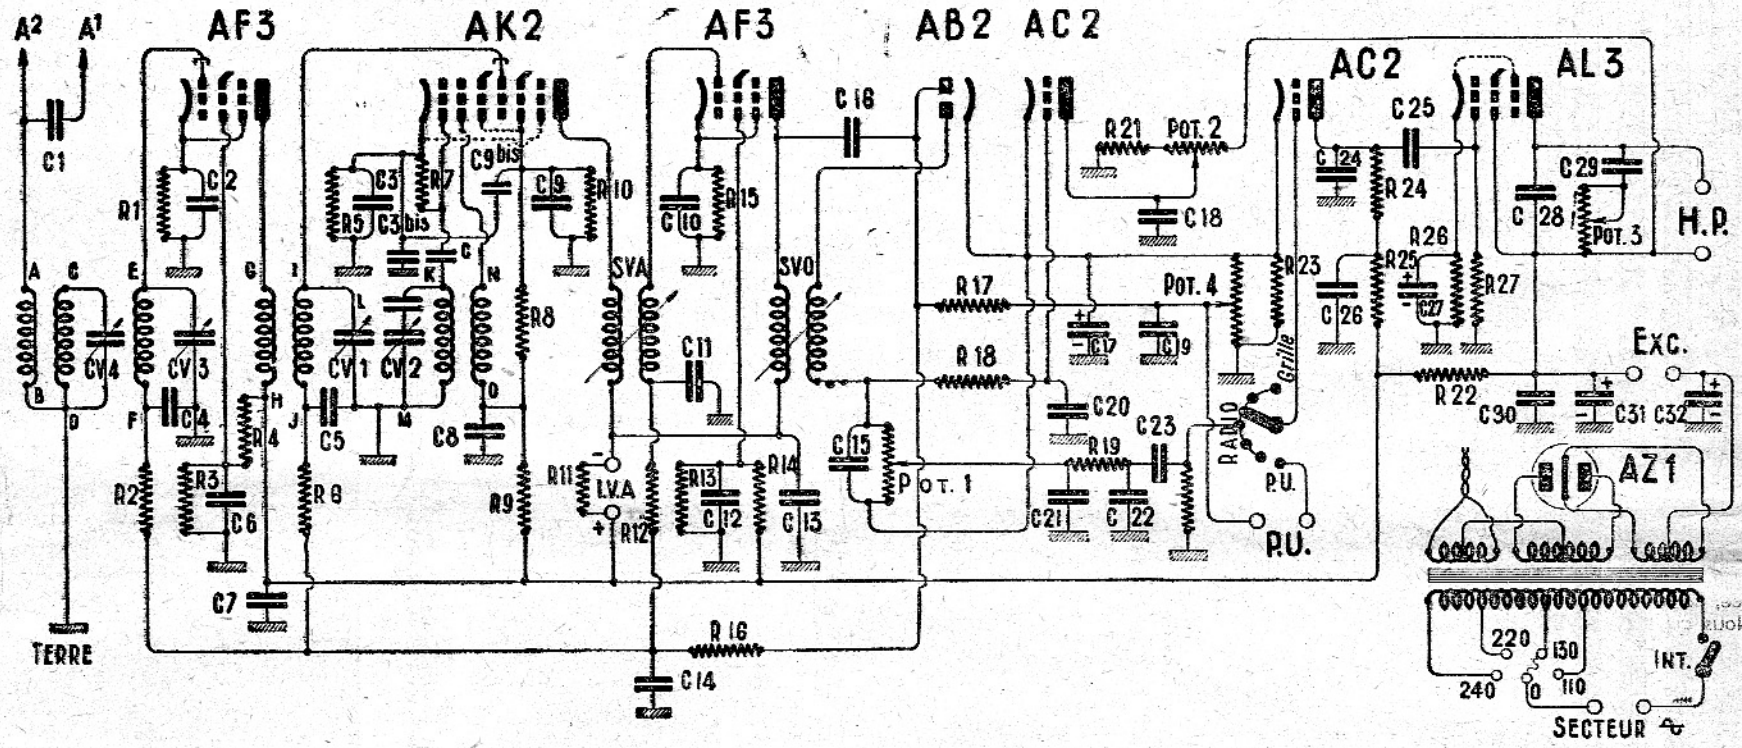 A2 A1 AF3 AK2 AF3 AB2 AC2 AC2 AL3
C1
R1 C2
R5 C3 C3bis R7 C9bis C9 R10
C10 R15
C16
R21 POT.2 C18
C24 R24 C25
C28 C29 POT.3 H.P.
A C E G I L K C N SVA SVO
B D F H J M O
CV4 CV3 CV1 CV2 R8
C4 R4 C5 C8
C11 R17 R18
C17 C19 POT.4 R23
C26 R25 R26 C27 R27
Exc.
R22 C30 C31 C32
R2 R3 C6 R6 R9
R11 I.V.A R12 R13 C12 R14 C13
- +
C15 POT.1
C20 R19 C23 C21 C22
RADIO Grille P.U.
P.U.
AZ1
C7 C14 R16
TERRE
220 130
240 0 110
INT.
SECTEUR